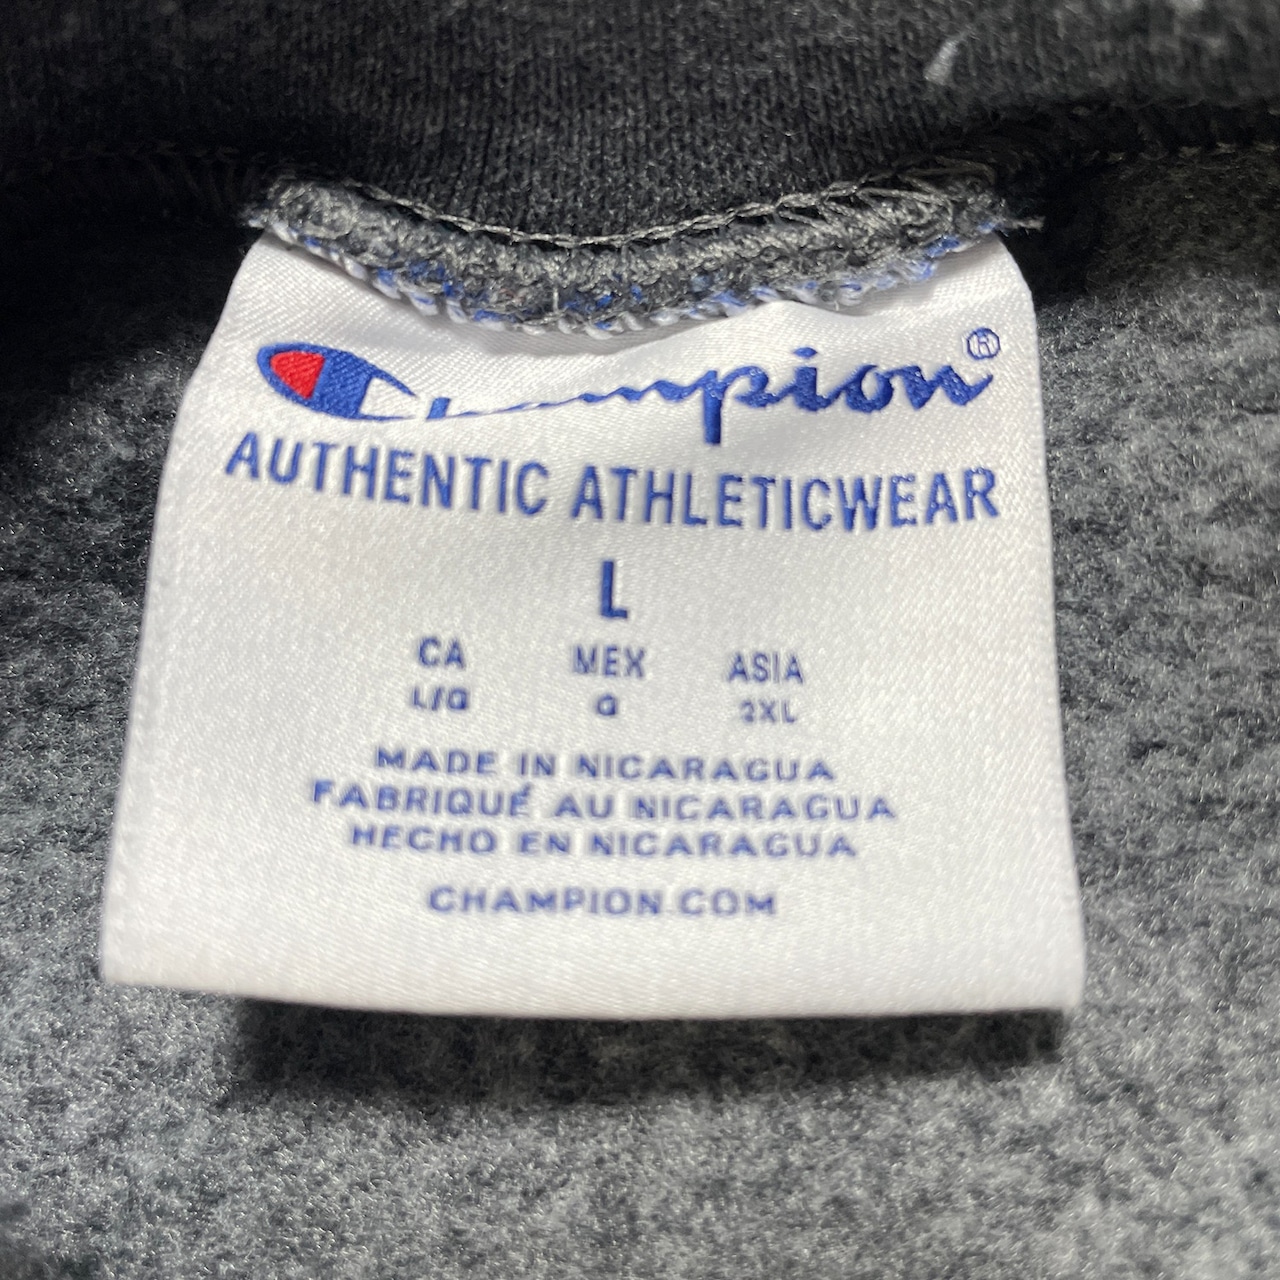 Champion®
AUTHENTIC ATHLETICWEAR
L
CA MEX ASIA
L/G G 2XL
MADE IN NICARAGUA
FABRIQUÉ AU NICARAGUA
HECHO EN NICARAGUA
CHAMPION.COM